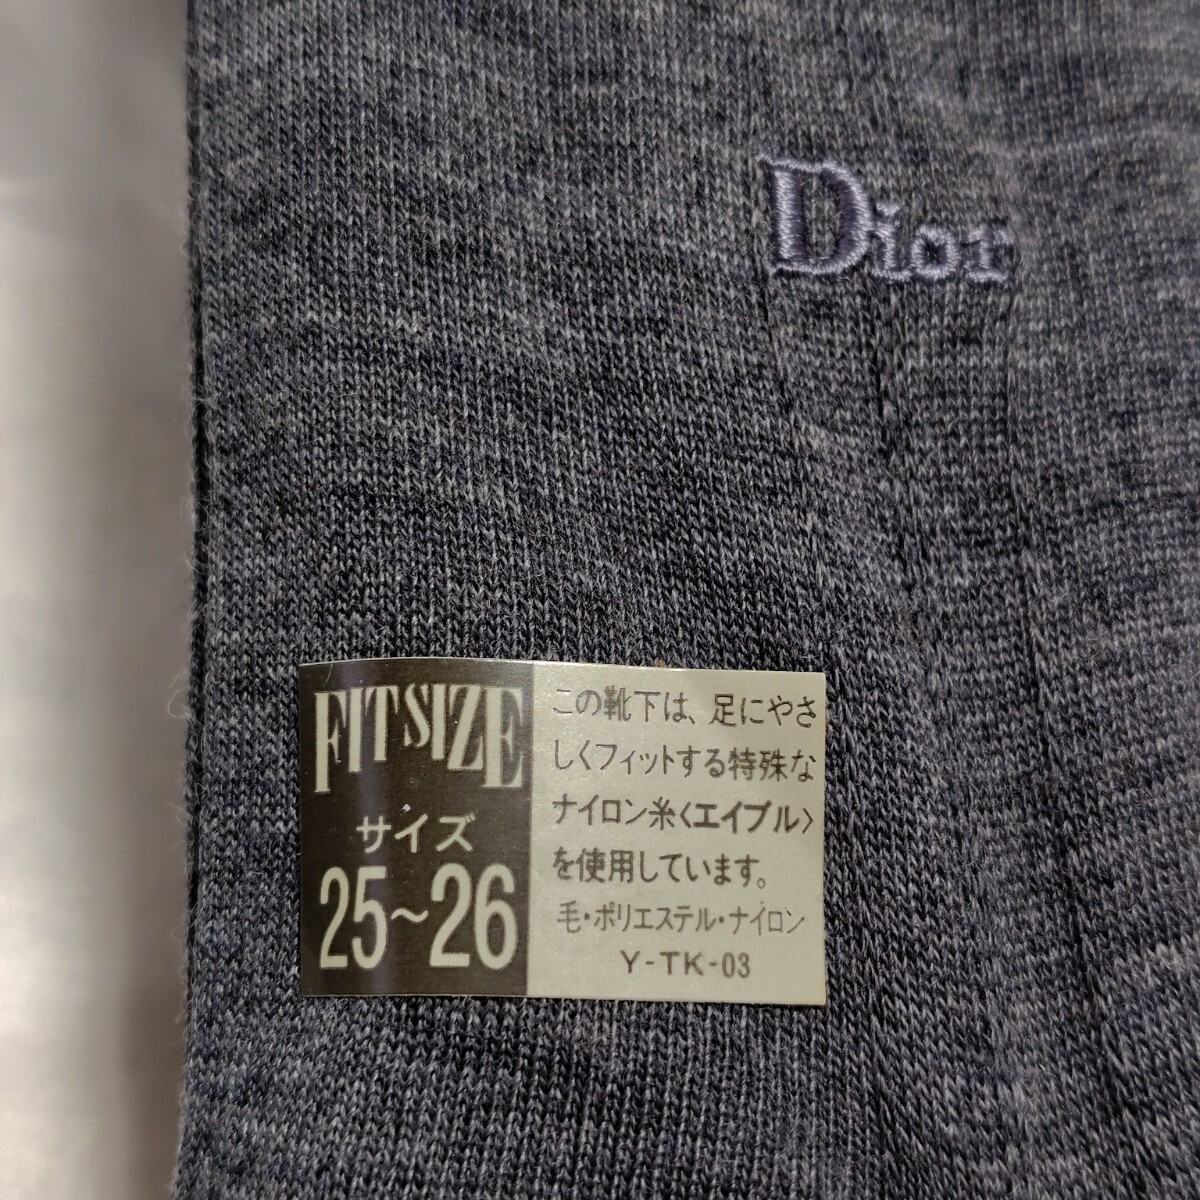 Dior
FITSIZE
サイズ
25~26
この靴下は、足にやさ
しくフィットする特殊な
ナイロン糸〈エイブル〉
を使用しています。
毛・ポリエステル・ナイロン
Y-TK-03